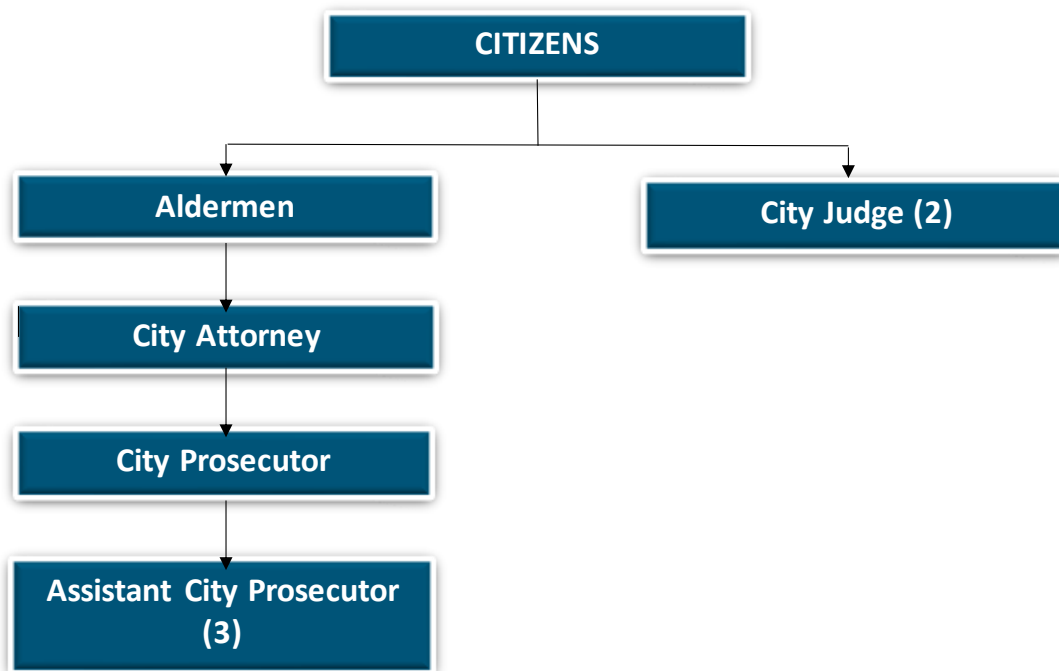 CITIZENS
Aldermen
City Judge (2)
City Attorney
City Prosecutor
Assistant City Prosecutor
(3)